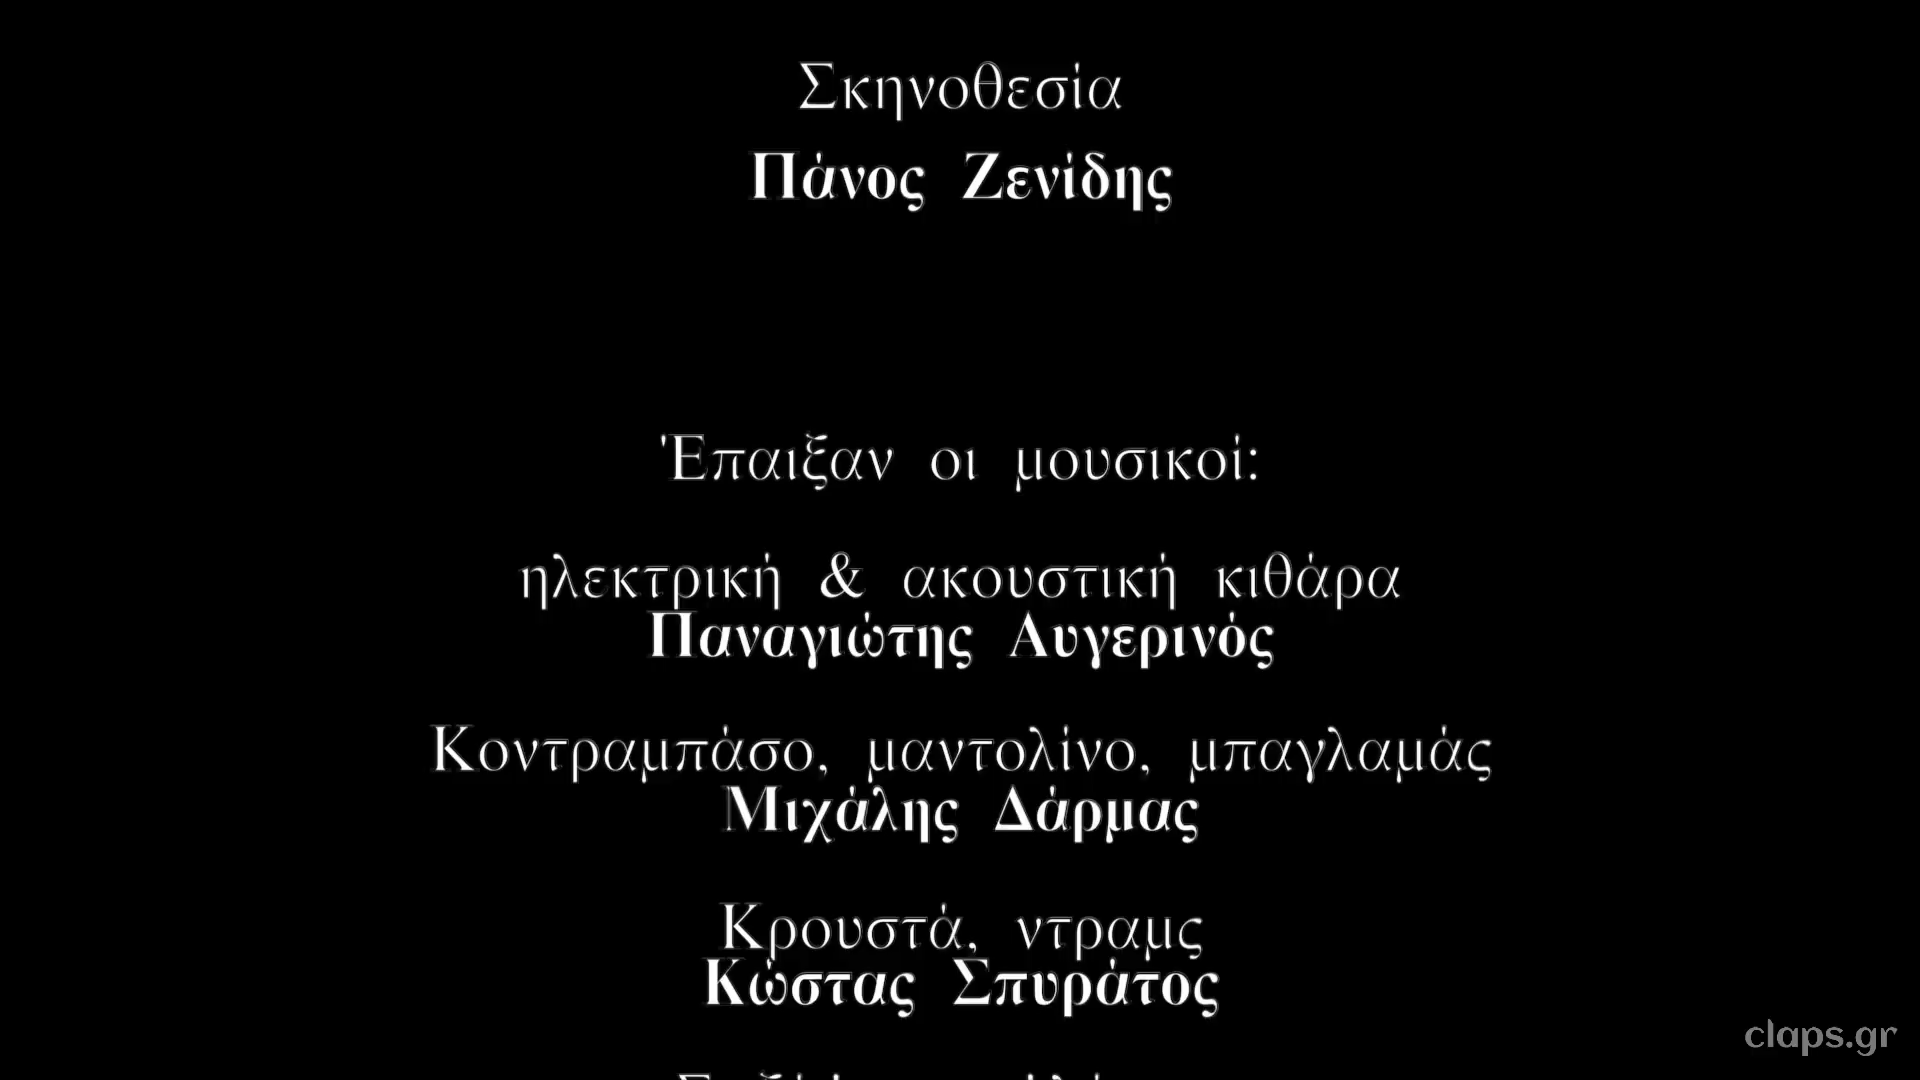 Σκηνοθεσία
Πάνος Ζενίδης
Έπαιξαν οι μουσικοί:
ηλεκτρική & ακουστική κιθάρα
Παναγιώτης Αυγερινός
Κοντραμπάσο, μαντολίνο, μπαγλαμάς
Μιχάλης Δάρμας
Κρουστά, ντραμς
Κώστας Σπυράτος
claps.gr